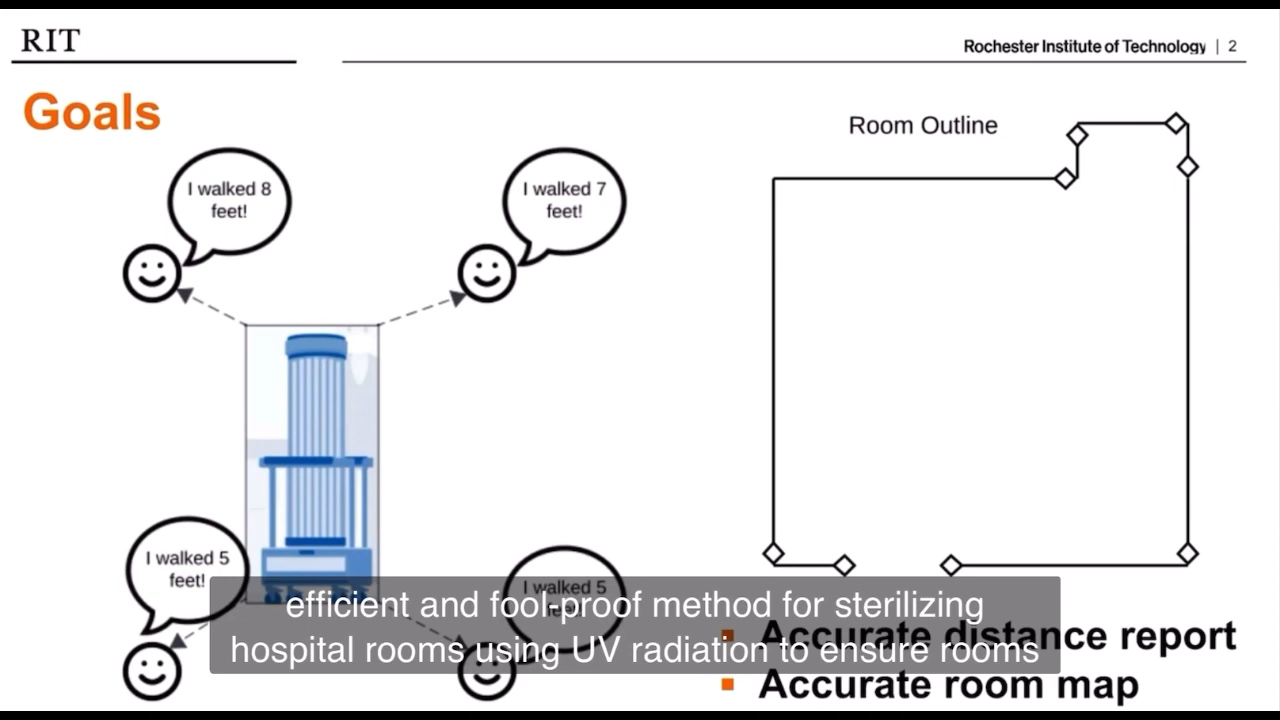 RIT
Rochester Institute of Technology | 2
Goals
Room Outline
I walked 8
feet!
I walked 7
feet!
I walked 5
feet!
I walked 5
feet!
efficient and fool-proof method for sterilizing
hospital rooms using UV radiation to ensure rooms
Accurate distance report
Accurate room map